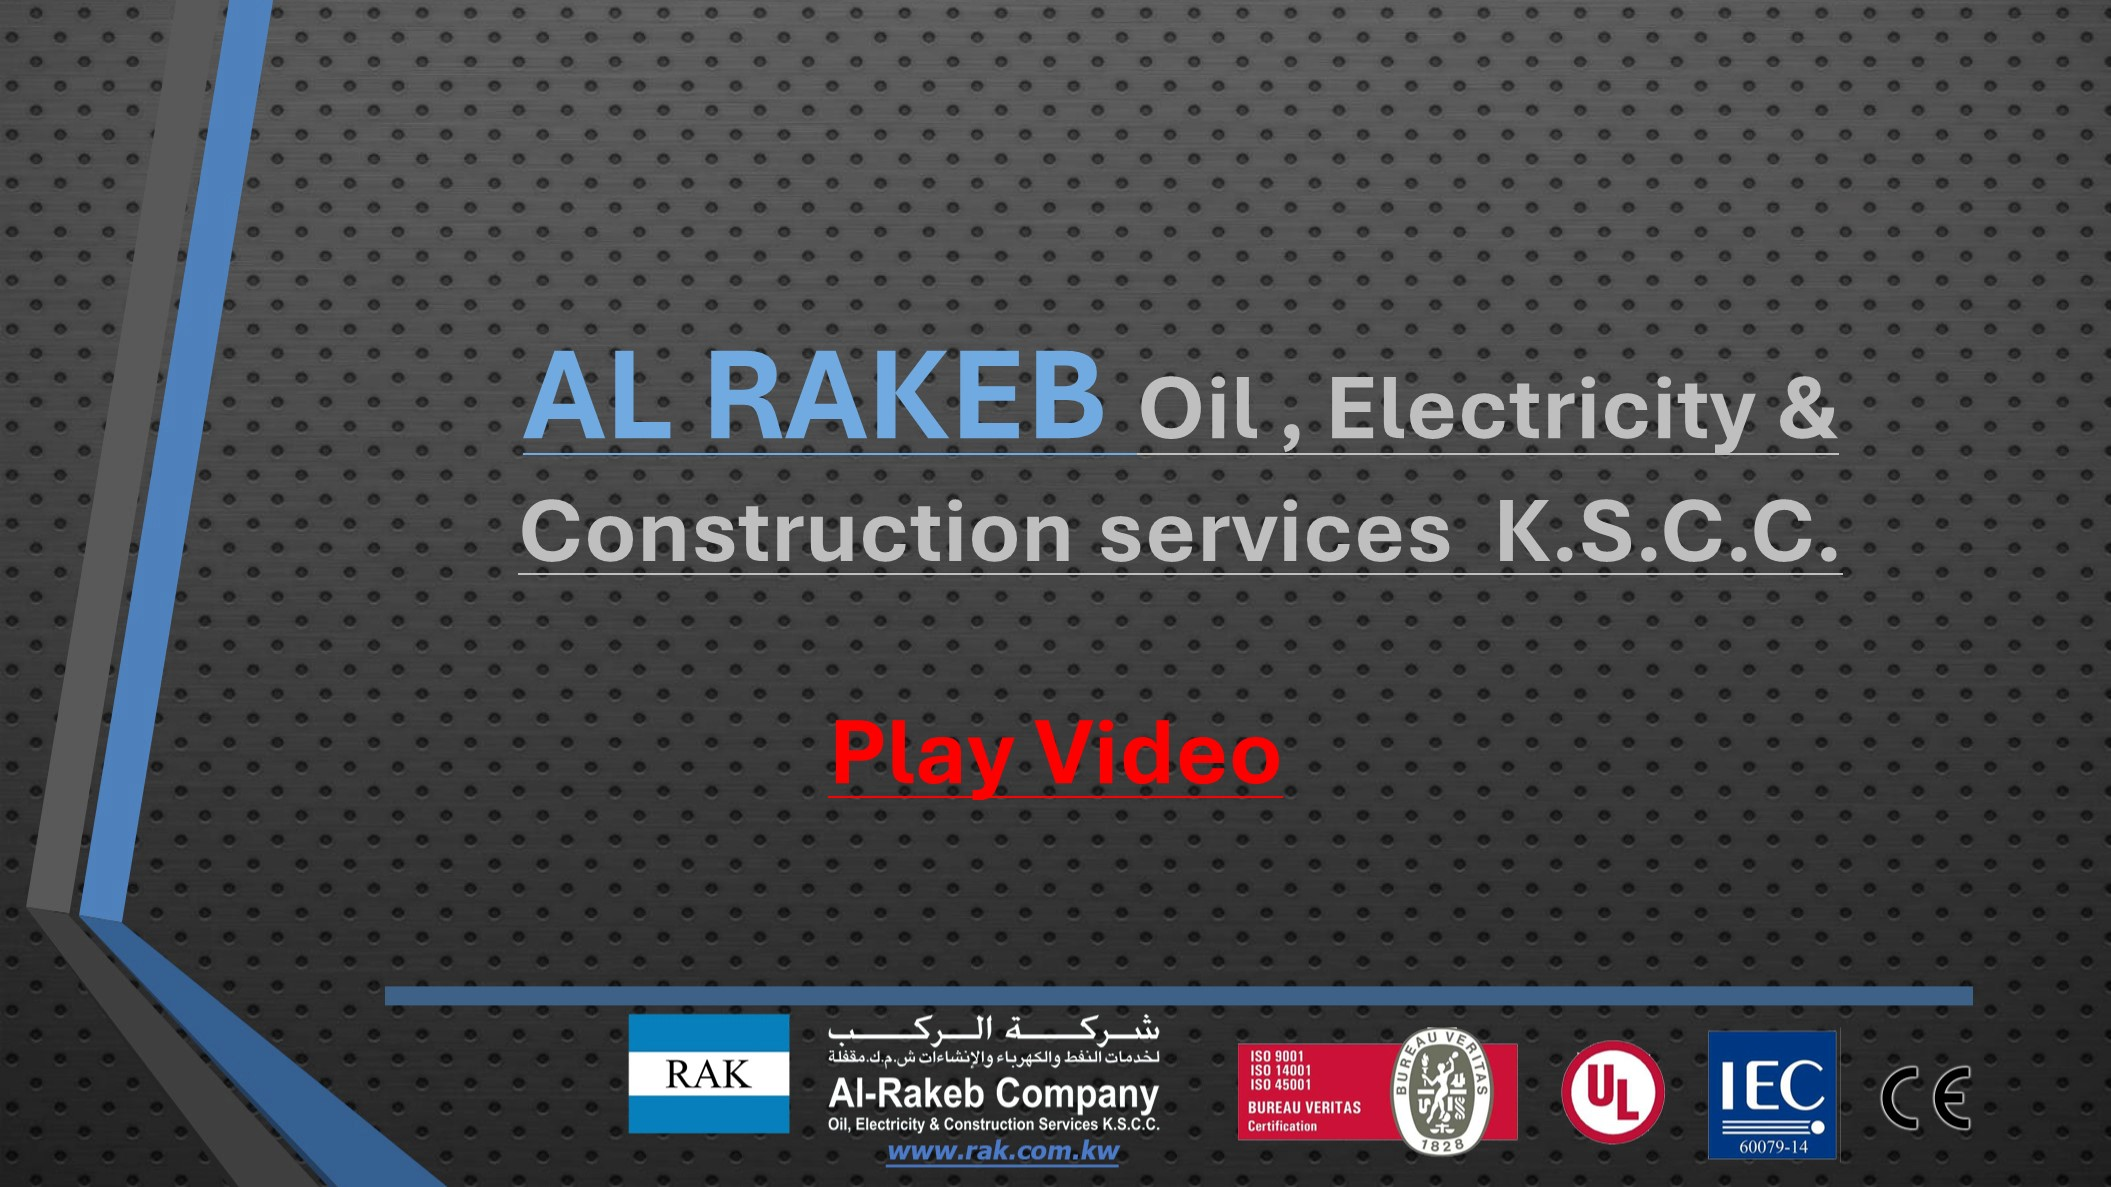 AL RAKEB Oil , Electricity &
Construction services K.S.C.C.
Play Video
RAK
شركة الركب
لخدمات النفط والكهرباء والإنشاءات ش.م.ك.مقفلة
Al-Rakeb Company
Oil, Electricity & Construction Services K.S.C.C.
www.rak.com.kw
ISO 9001
ISO 14001
ISO 45001
BUREAU VERITAS
Certification
BUREAU VERITAS
1828
UL
IEC
60079-14
CE